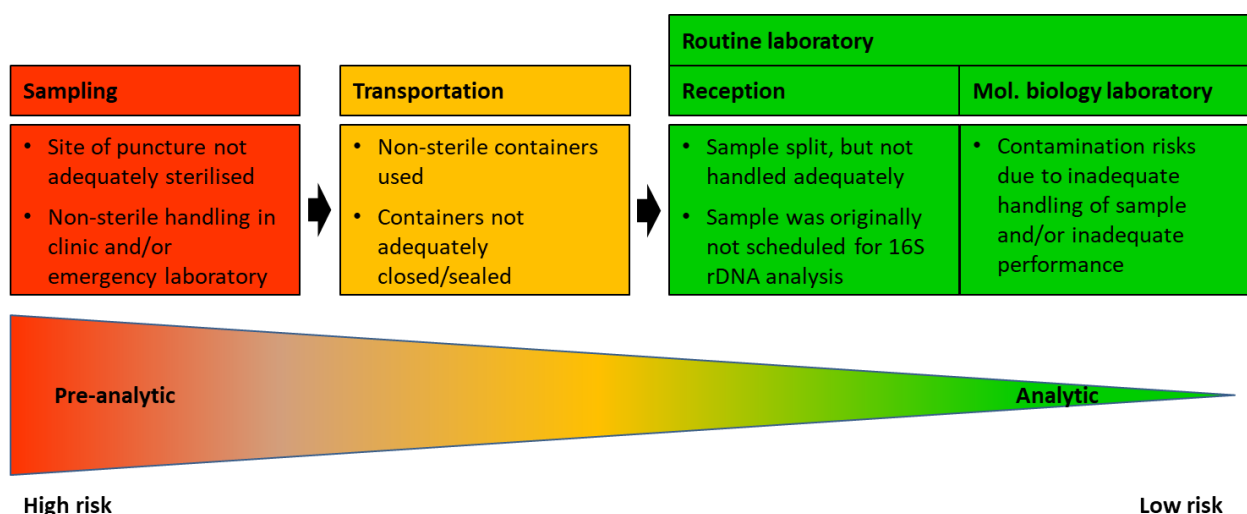 Routine laboratory
Sampling
Transportation
Reception
Mol. biology laboratory
• Site of puncture not
adequately sterilised
• Non-sterile handling in
clinic and/or
emergency laboratory
• Non-sterile containers
used
• Containers not
adequately
closed/sealed
• Sample split, but not
handled adequately
• Sample was originally
not scheduled for 16S
rDNA analysis
• Contamination risks
due to inadequate
handling of sample
and/or inadequate
performance
Pre-analytic
Analytic
High risk
Low risk